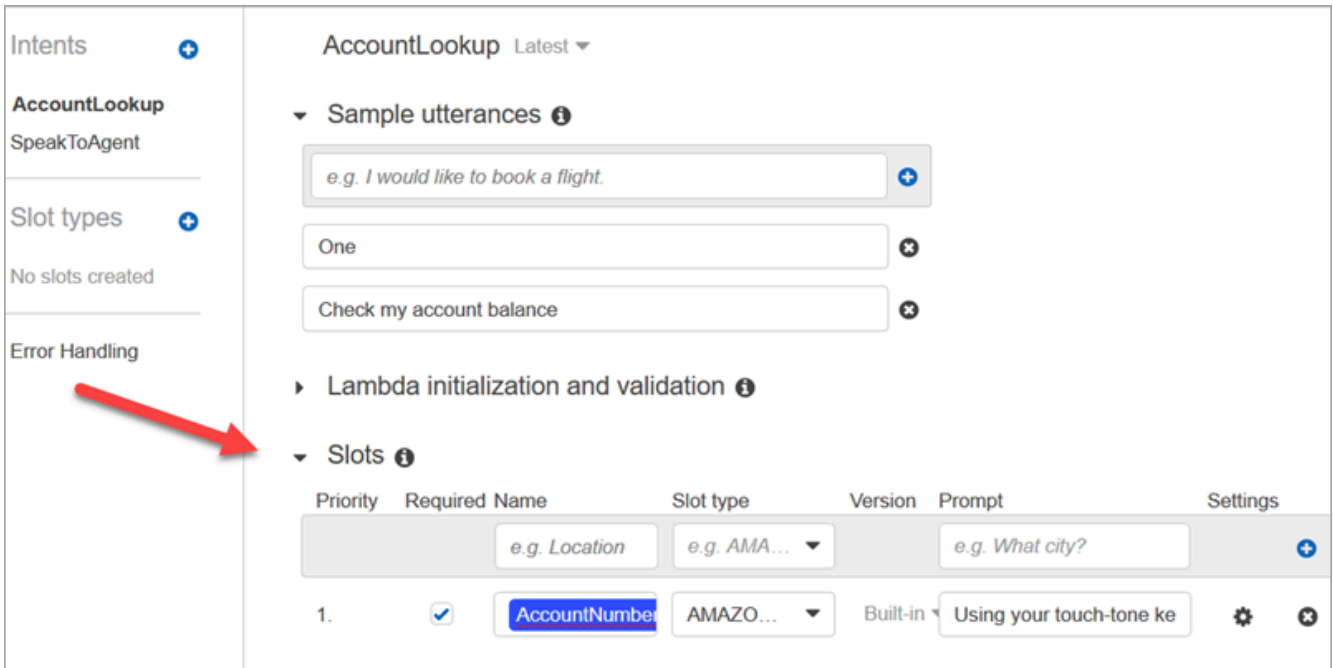 Intents
AccountLookup
SpeakToAgent
Slot types
No slots created
Error Handling
AccountLookup Latest
Sample utterances
e.g. I would like to book a flight.
One
Check my account balance
Lambda initialization and validation
Slots
Priority Required Name Slot type Version Prompt Settings
e.g. Location e.g. AMA... e.g. What city?
1. AccountNumber AMAZO... Built-in Using your touch-tone ke